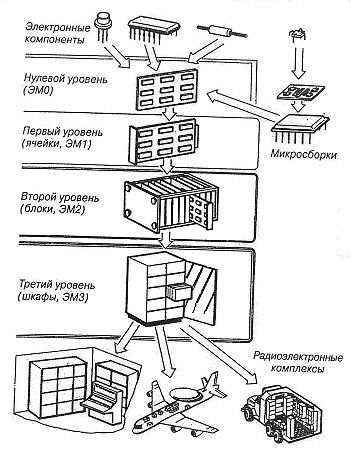 Электронные
компоненты
Нулевой уровень
(ЭМ0)
Первый уровень
(ячейки, ЭМ1)
Микросборки
Второй уровень
(блоки, ЭМ2)
Третий уровень
(шкафы, ЭМ3)
Радиоэлектронные
комплексы